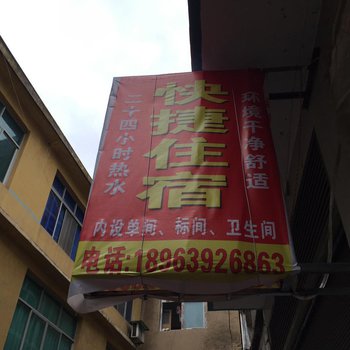 环境干净舒适
快捷住宿
二十四小时热水
内设单间、标间、卫生间
电话:18963926863